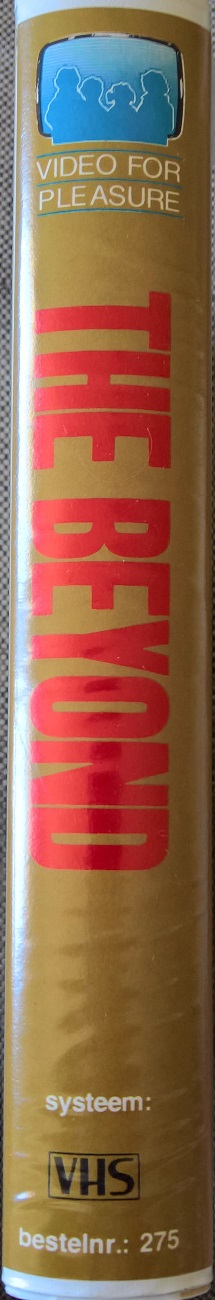 VIDEO FOR
PLEASURE
THE BEYOND
systeem:
VHS
bestelnr.: 275